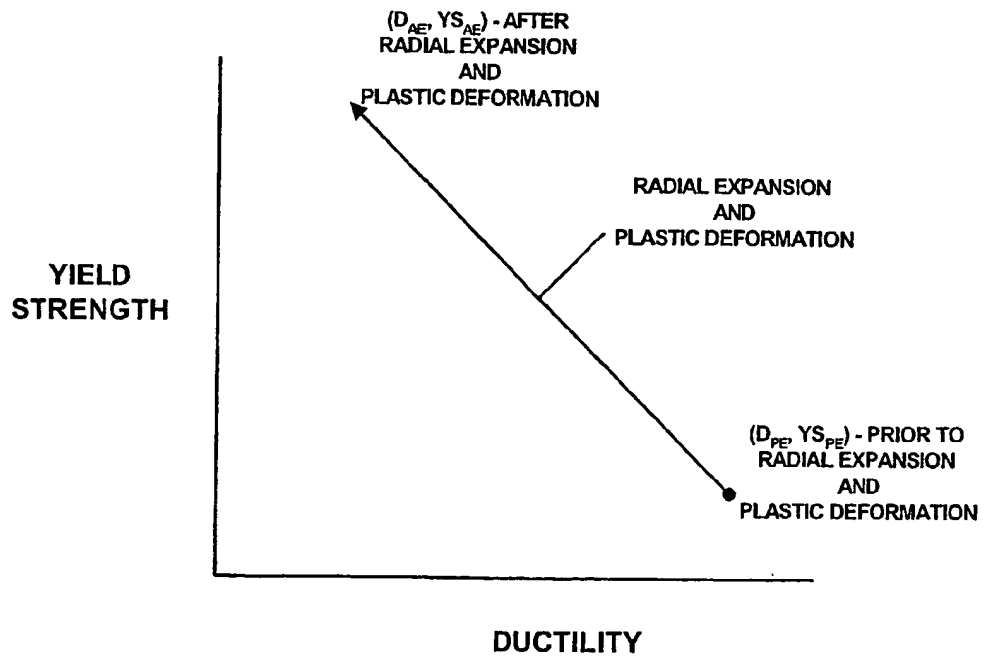 (D_AE, YS_AE) - AFTER
RADIAL EXPANSION
AND
PLASTIC DEFORMATION
RADIAL EXPANSION
AND
PLASTIC DEFORMATION
YIELD
STRENGTH
(D_PE, YS_PE) - PRIOR TO
RADIAL EXPANSION
AND
PLASTIC DEFORMATION
DUCTILITY